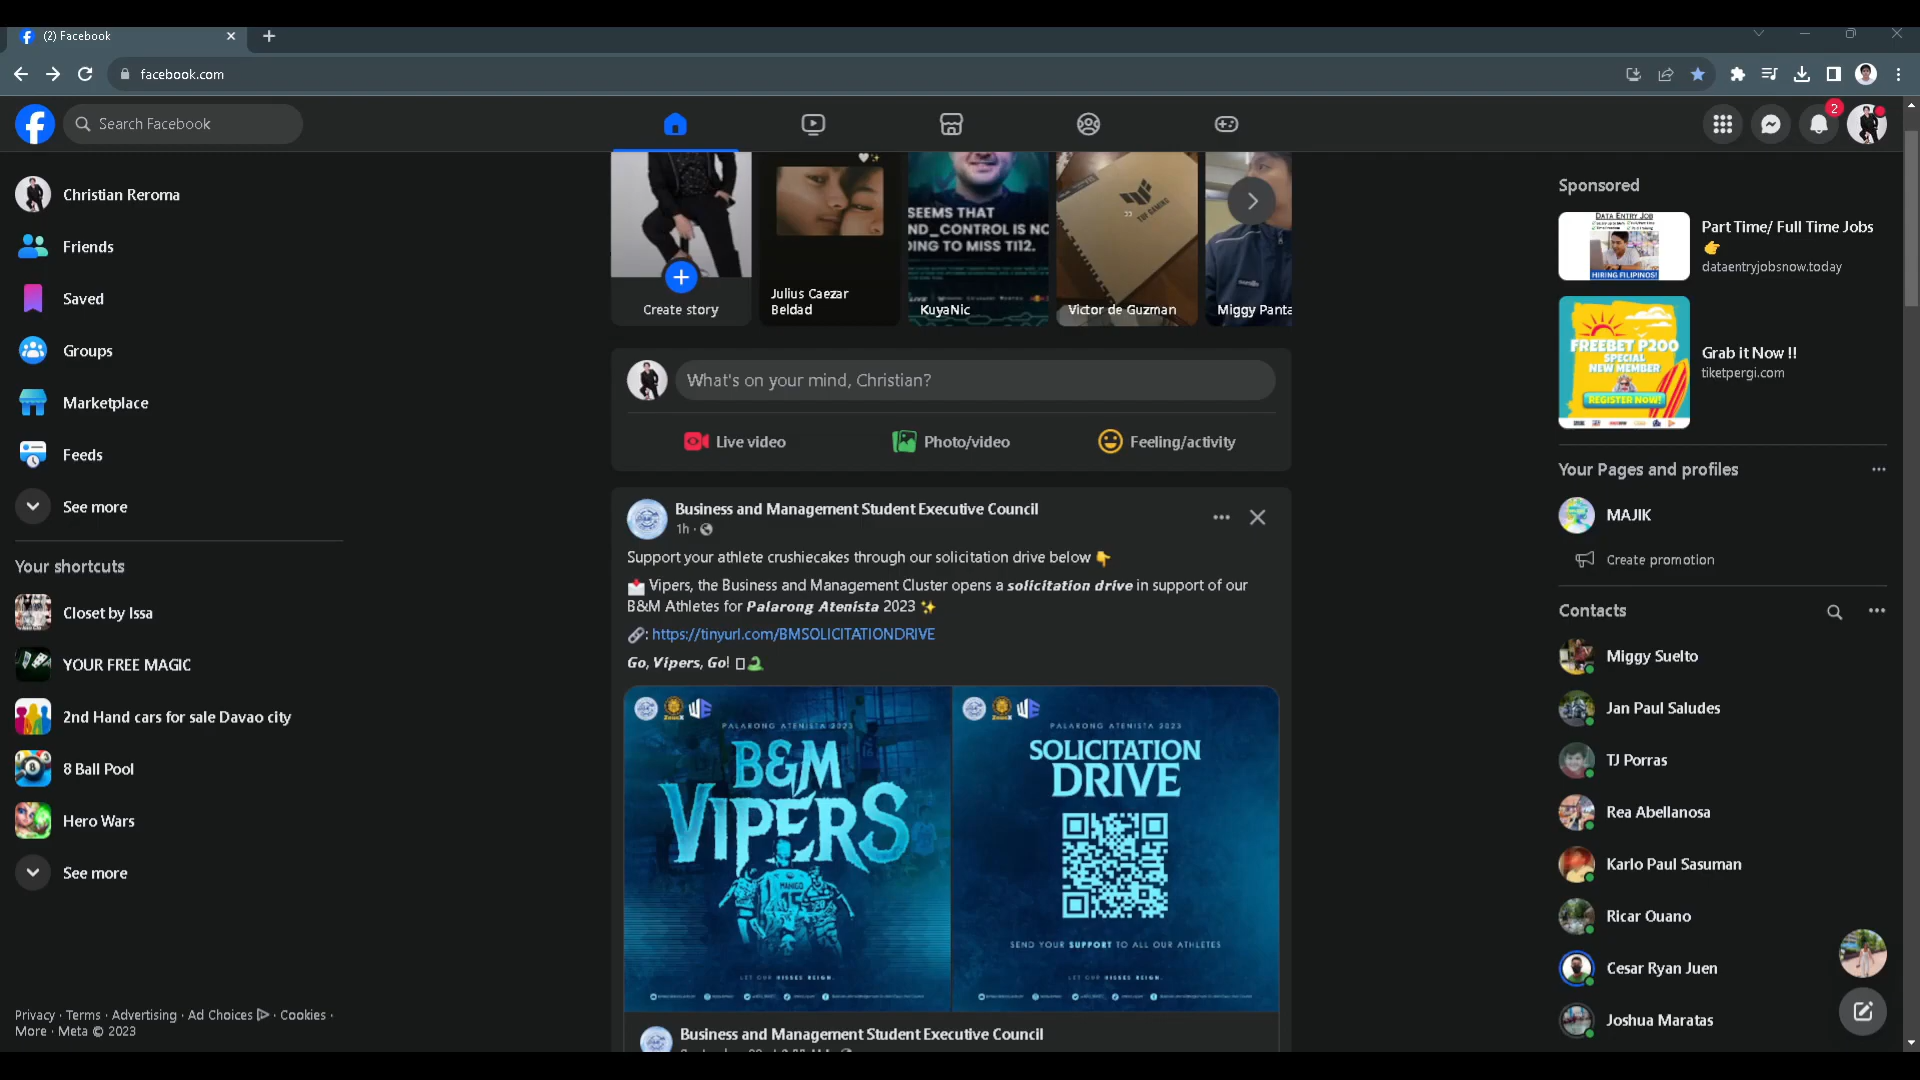 (2) Facebook
facebook.com
Search Facebook
2
Christian Reroma
Friends
Saved
Groups
Marketplace
Feeds
See more
Your shortcuts
Closet by Issa
YOUR FREE MAGIC
2nd Hand cars for sale Davao city
8 Ball Pool
Hero Wars
See more
Privacy · Terms · Advertising · Ad Choices · Cookies ·
More · Meta © 2023
Create story
Julius Caezar
Beldad
SEEMS THAT
KuyaNic
TUF GAMING
Victor de Guzman
Miggy Panta
What's on your mind, Christian?
Live video
Photo/video
Feeling/activity
Business and Management Student Executive Council
1h ·
Support your athlete crushiecakes through our solicitation drive below 👇
📩 Vipers, the Business and Management Cluster opens a solicitation drive in support of our
B&M Athletes for Palarong Atenista 2023 ✨
🔗: https://tinyurl.com/BMSOLICITATIONDRIVE
Go, Vipers, Go! 🐍
PALARONG ATENISTA 2023
B&M
VIPERS
LET OUR HISSES REIGN.
PALARONG ATENISTA 2023
SOLICITATION
DRIVE
SEND YOUR SUPPORT TO ALL OUR ATHLETES
LET OUR HISSES REIGN.
Business and Management Student Executive Council
Sponsored
DATA ENTRY JOB
HIRING FILIPINOS!
Part Time/ Full Time Jobs
👉
dataentryjobsnow.today
FREEBET P200
SPECIAL
NEW MEMBER
REGISTER NOW!
Grab it Now !!
tiketpergi.com
Your Pages and profiles
MAJIK
Create promotion
Contacts
Miggy Suelto
Jan Paul Saludes
TJ Porras
Rea Abellanosa
Karlo Paul Sasuman
Ricar Ouano
Cesar Ryan Juen
Joshua Maratas